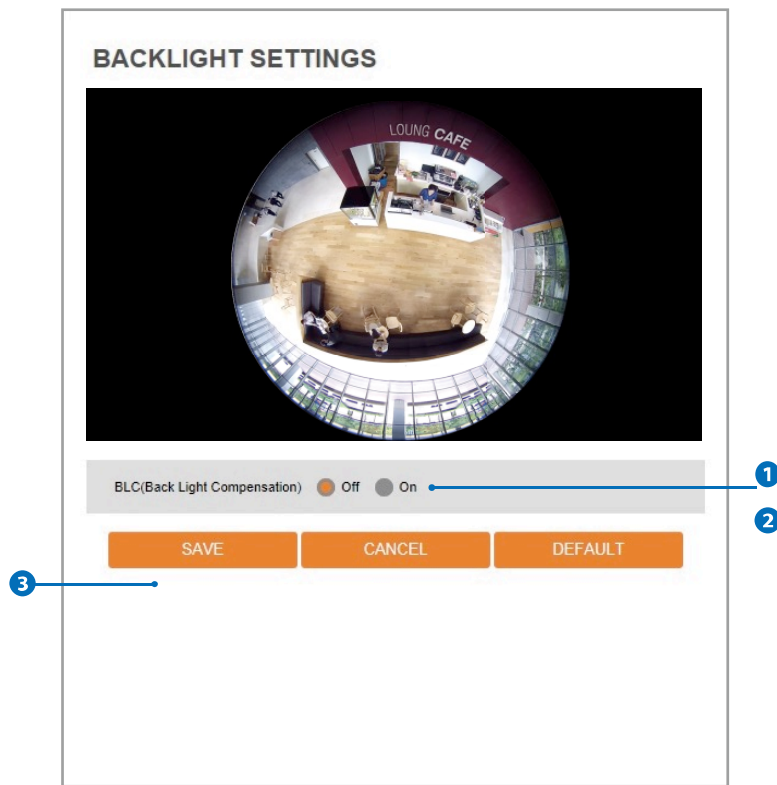 BACKLIGHT SETTINGS
LOUNG CAFE
BLC(Back Light Compensation) Off On
1
2
SAVE CANCEL DEFAULT
3